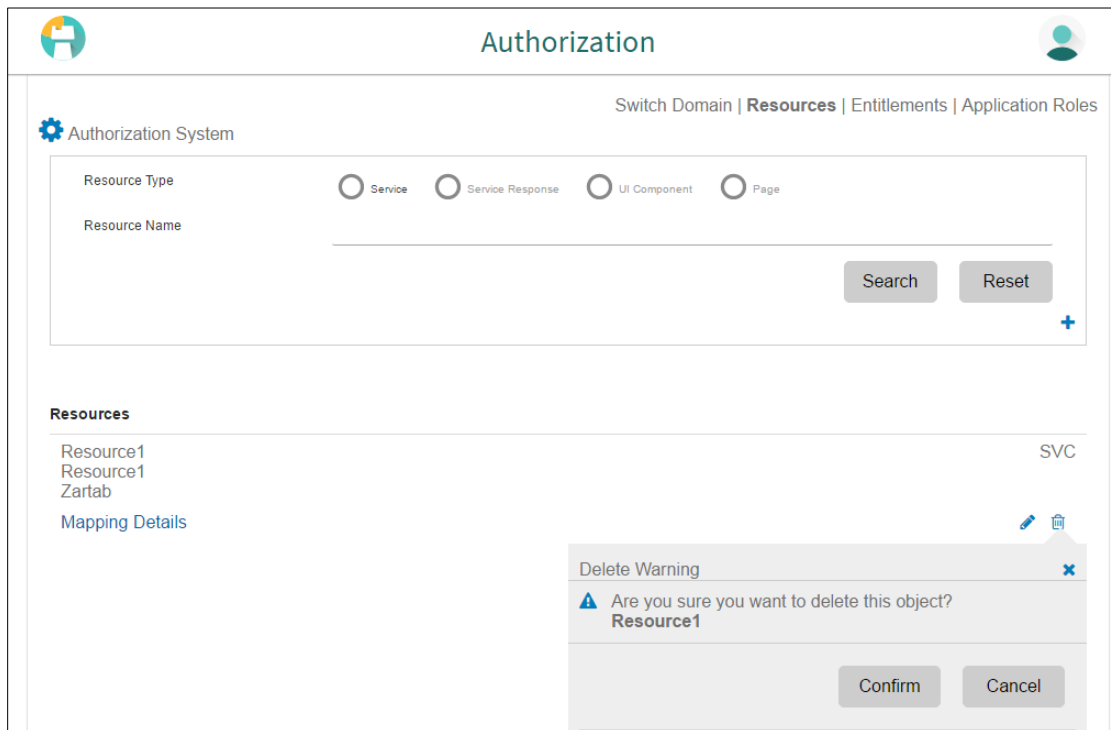 Authorization
Switch Domain | Resources | Entitlements | Application Roles
Authorization System
Resource Type
Service
Service Response
UI Component
Page
Resource Name
Search
Reset
Resources
Resource1
SVC
Resource1
Zartab
Mapping Details
Delete Warning
Are you sure you want to delete this object?
Resource1
Confirm
Cancel